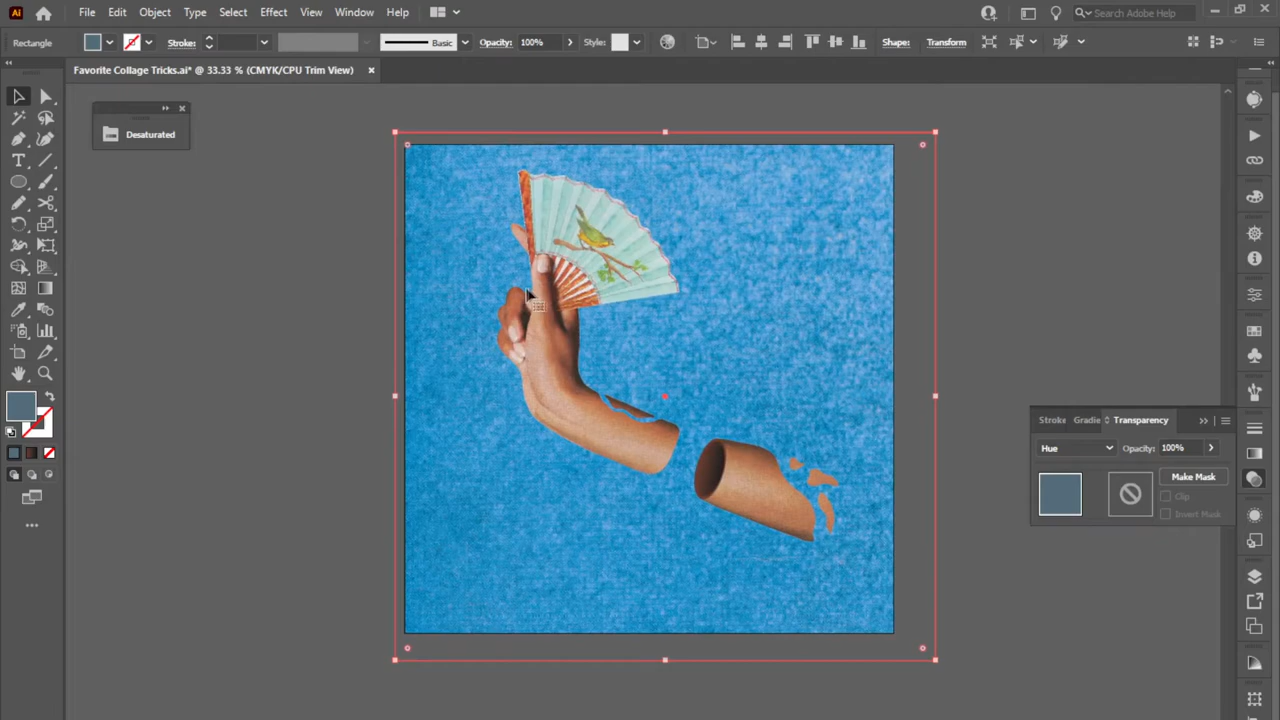 Ai File Edit Object Type Select Effect View Window Help Search Adobe Help
Rectangle Stroke: Basic Opacity: 100% Style: Shape: Transform
Favorite Collage Tricks.ai* @ 33.33 % (CMYK/CPU Trim View)
Desaturated
Stroke Gradie Transparency
Hue Opacity: 100%
Make Mask
Clip
Invert Mask